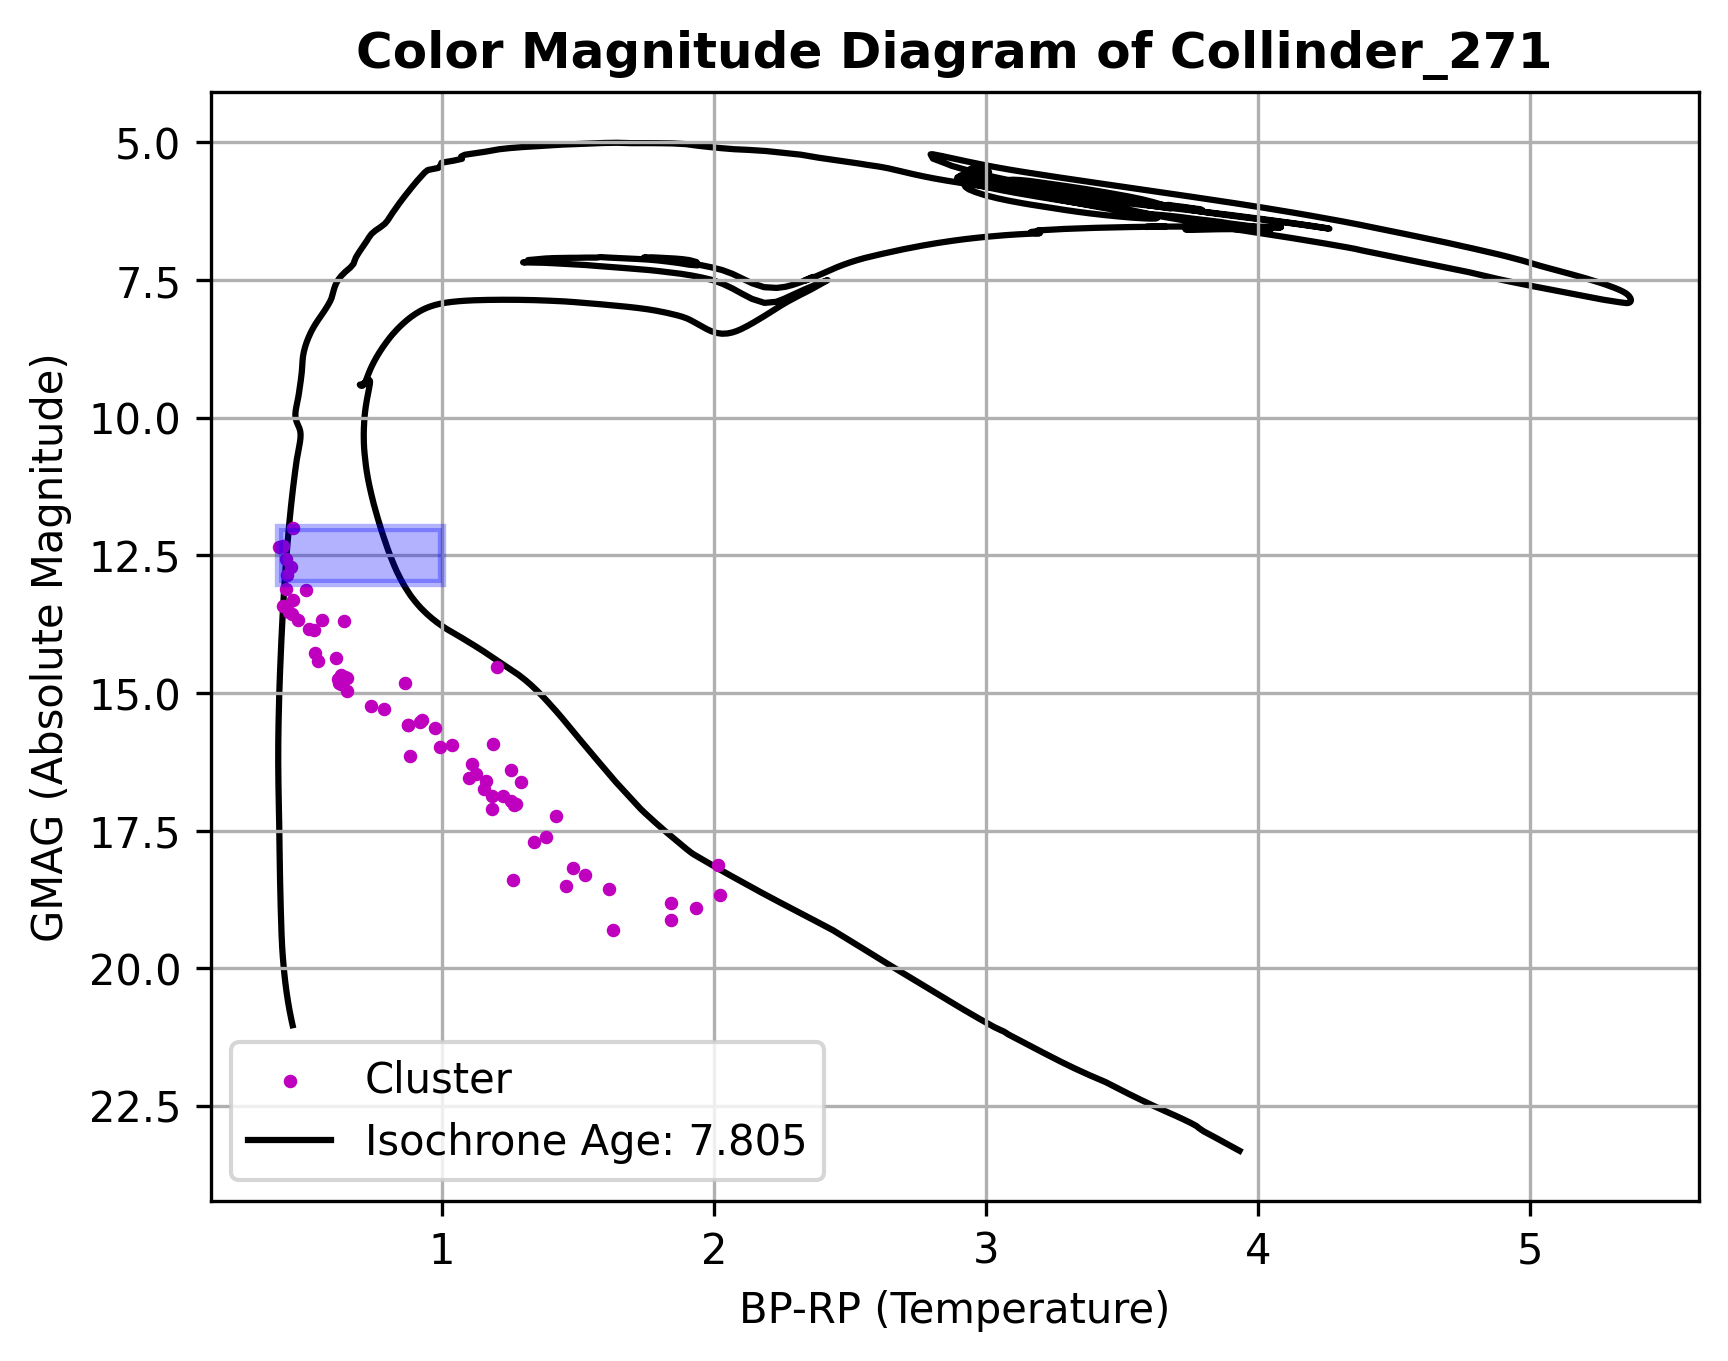 Color Magnitude Diagram of Collinder_271
GMAG (Absolute Magnitude)
5.0
7.5
10.0
12.5
15.0
17.5
20.0
22.5
Cluster
Isochrone Age: 7.805
1 2 3 4 5
BP-RP (Temperature)